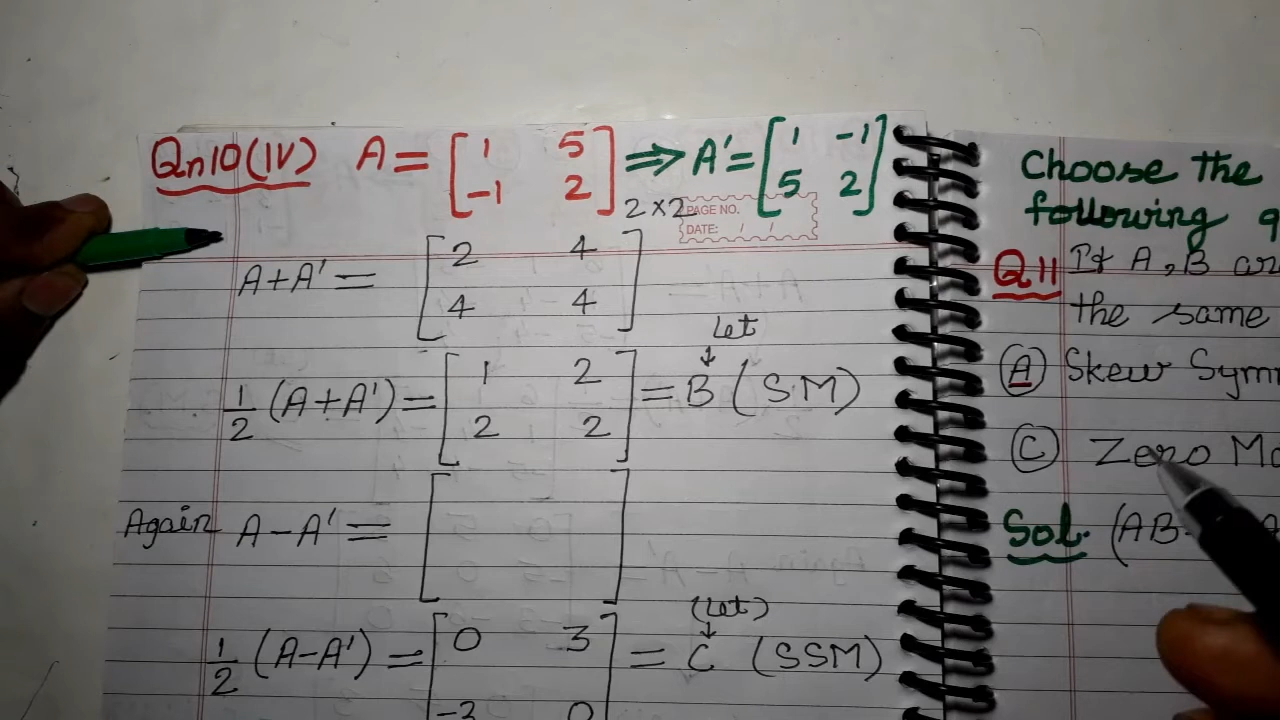 Qn10(IV) A = [ 1 5 -1 2 ] 2×2 ⇒ A' = [ 1 -1 5 2 ]
PAGE NO.
DATE: / /
A+A' = [ 2 4 4 4 ]
Let
↓
1/2 (A+A') = [ 1 2 2 2 ] = B (SM)
Again A-A' = [ ]
(Let)
↓
1/2 (A-A') = [ 0 3 -3 0 ] = C (SSM)
Choose the
following q
Q11 If A, B ar
the same
(A) Skew Symm
(C) Zero Ma
Sol. (AB-